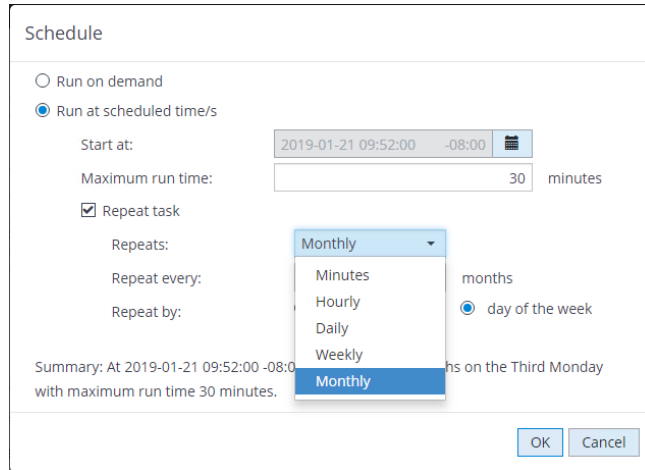 Schedule
Run on demand
Run at scheduled time/s
Start at: 2019-01-21 09:52:00 -08:00
Maximum run time: 30 minutes
Repeat task
Repeats: Monthly
Minutes
Repeat every: months
Hourly
Repeat by: day of the week
Daily
Weekly
Summary: At 2019-01-21 09:52:00 -08:0 hs on the Third Monday
Monthly
with maximum run time 30 minutes.
OK Cancel